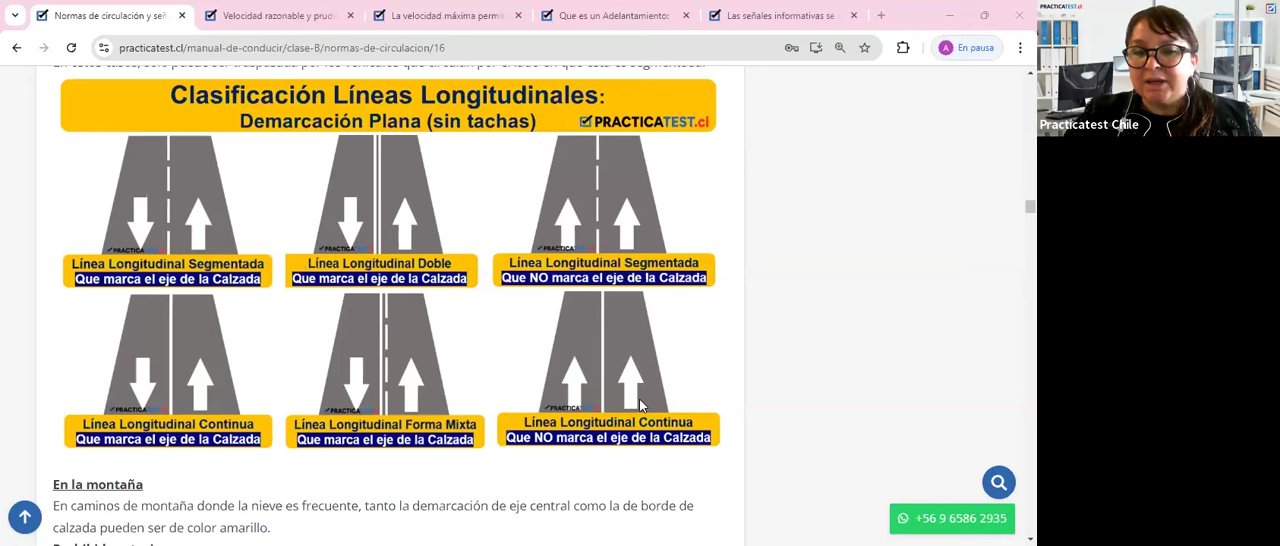 Normas de circulación y señ
Velocidad razonable y prud
La velocidad máxima permi
Que es un Adelantamiento:
Las señales informativas se
practicatest.cl/manual-de-conducir/clase-B/normas-de-circulacion/16
A En pausa
PRACTICATEST.cl
Practicatest Chile
Clasificación Líneas Longitudinales:
Demarcación Plana (sin tachas)
PRACTICATEST.cl
Línea Longitudinal Segmentada
Que marca el eje de la Calzada
Línea Longitudinal Doble
Que marca el eje de la Calzada
Línea Longitudinal Segmentada
Que NO marca el eje de la Calzada
Línea Longitudinal Continua
Que marca el eje de la Calzada
Línea Longitudinal Forma Mixta
Que marca el eje de la Calzada
Línea Longitudinal Continua
Que NO marca el eje de la Calzada
En la montaña
En caminos de montaña donde la nieve es frecuente, tanto la demarcación de eje central como la de borde de
calzada pueden ser de color amarillo.
+56 9 6586 2935